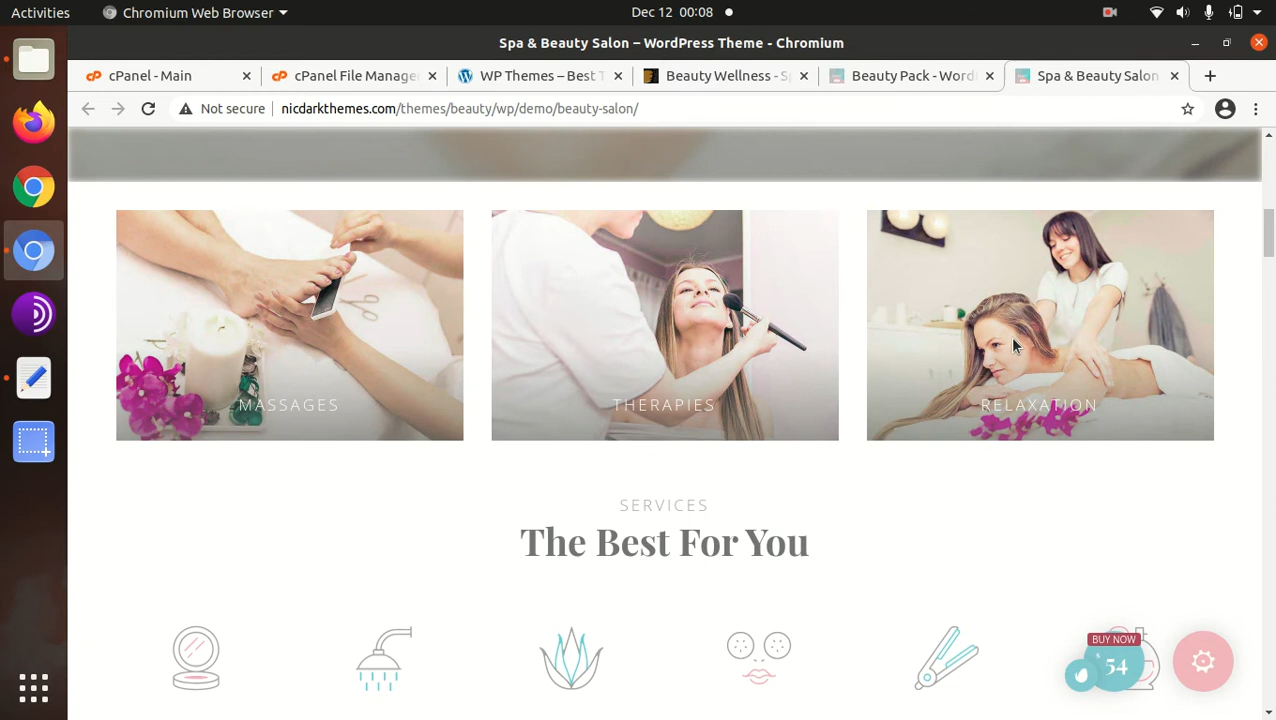 Activities
Chromium Web Browser
Dec 12 00:08
Spa & Beauty Salon – WordPress Theme - Chromium
cPanel - Main
cPanel File Manage
WP Themes – Best T
Beauty Wellness - S
Beauty Pack - Word
Spa & Beauty Salon
Not secure
nicdarkthemes.com/themes/beauty/wp/demo/beauty-salon/
MASSAGES
THERAPIES
RELAXATION
SERVICES
The Best For You
BUY NOW
$ 54